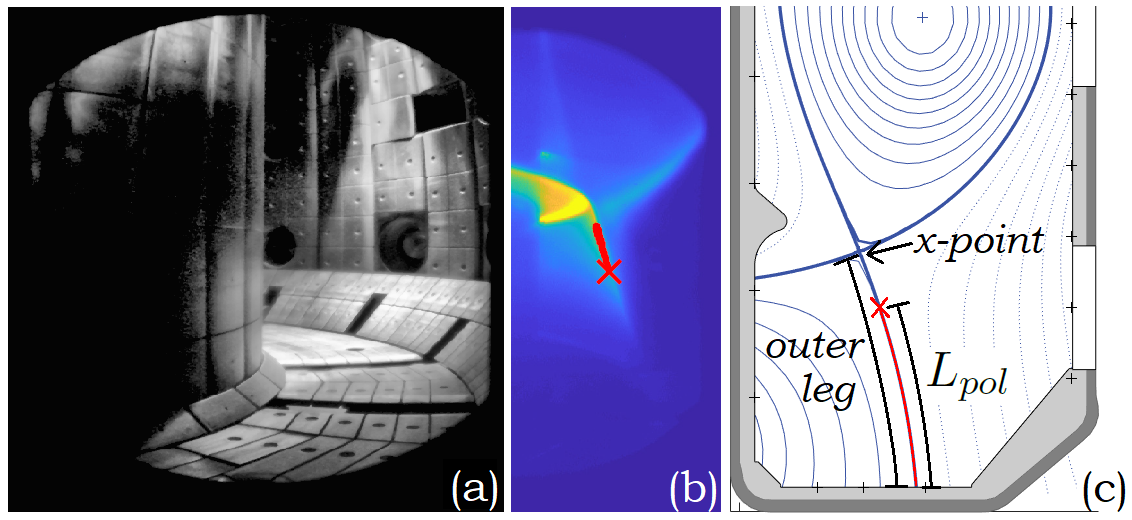 (a)
(b)
x-point
outer
leg
L_pol
(c)